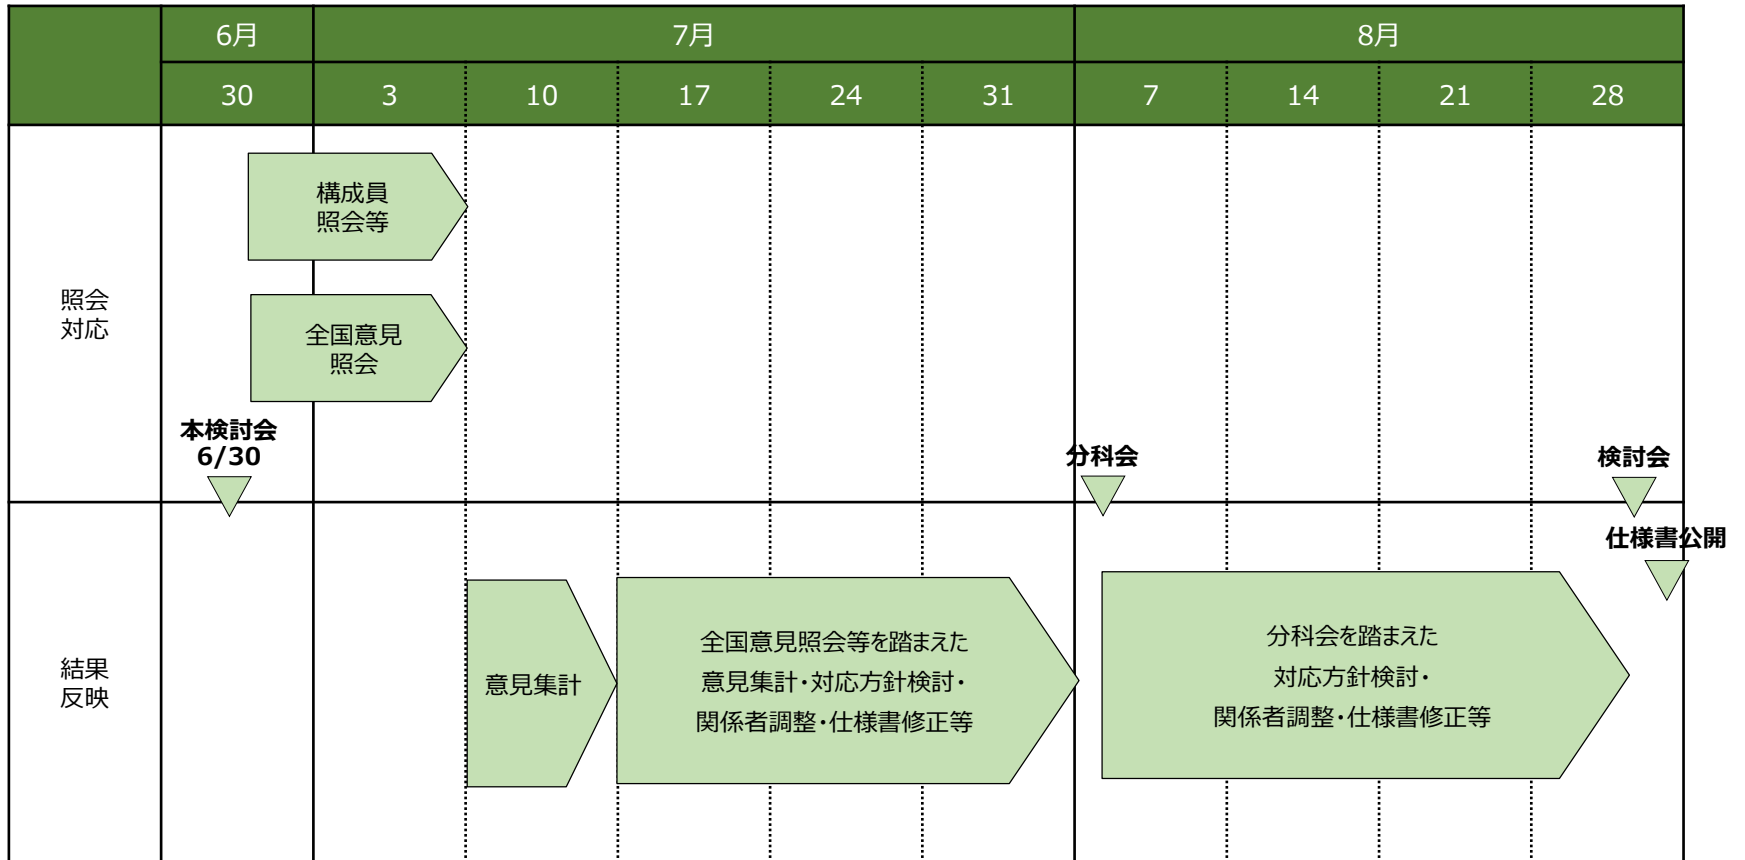 6月
7月
8月
30
3
10
17
24
31
7
14
21
28
照会
対応
構成員
照会等
全国意見
照会
本検討会
6/30
分科会
検討会
仕様書公開
結果
反映
意見集計
全国意見照会等を踏まえた
意見集計・対応方針検討・
関係者調整・仕様書修正等
分科会を踏まえた
対応方針検討・
関係者調整・仕様書修正等